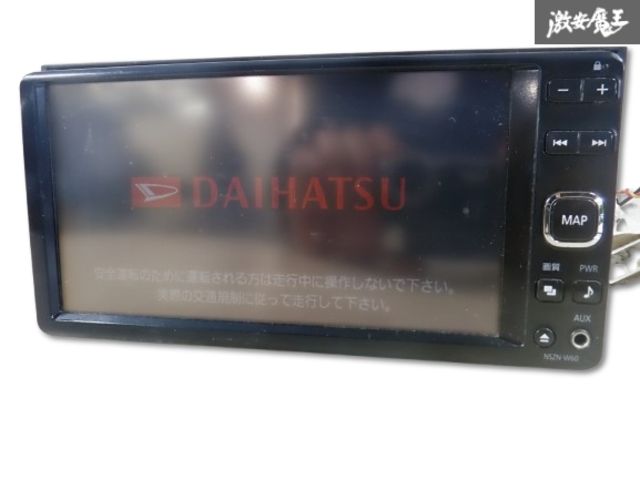 激安魔王
DAIHATSU
安全運転のために運転される方は走行中に操作しないで下さい。
実際の交通規制に従って走行して下さい。
− +
MAP
画質 PWR
AUX
NSZN-W60